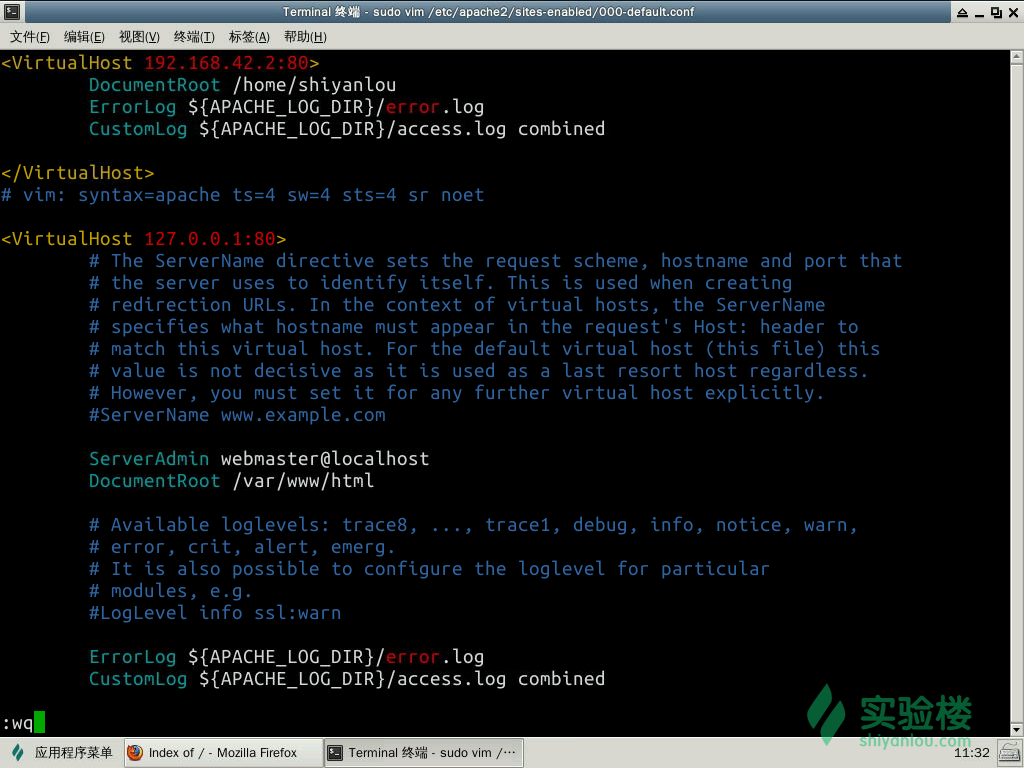 Terminal 终端 - sudo vim /etc/apache2/sites-enabled/000-default.conf
文件(F) 编辑(E) 视图(V) 终端(T) 标签(A) 帮助(H)
<VirtualHost 192.168.42.2:80>
        DocumentRoot /home/shiyanlou
        ErrorLog ${APACHE_LOG_DIR}/error.log
        CustomLog ${APACHE_LOG_DIR}/access.log combined
</VirtualHost>
# vim: syntax=apache ts=4 sw=4 sts=4 sr noet
<VirtualHost 127.0.0.1:80>
        # The ServerName directive sets the request scheme, hostname and port that
        # the server uses to identify itself. This is used when creating
        # redirection URLs. In the context of virtual hosts, the ServerName
        # specifies what hostname must appear in the request's Host: header to
        # match this virtual host. For the default virtual host (this file) this
        # value is not decisive as it is used as a last resort host regardless.
        # However, you must set it for any further virtual host explicitly.
        #ServerName www.example.com
        ServerAdmin webmaster@localhost
        DocumentRoot /var/www/html
        # Available loglevels: trace8, ..., trace1, debug, info, notice, warn,
        # error, crit, alert, emerg.
        # It is also possible to configure the loglevel for particular
        # modules, e.g.
        #LogLevel info ssl:warn
        ErrorLog ${APACHE_LOG_DIR}/error.log
        CustomLog ${APACHE_LOG_DIR}/access.log combined
:wq
实验楼
shiyanlou.com
应用程序菜单 Index of / - Mozilla Firefox Terminal 终端 - sudo vim /··· 11:32